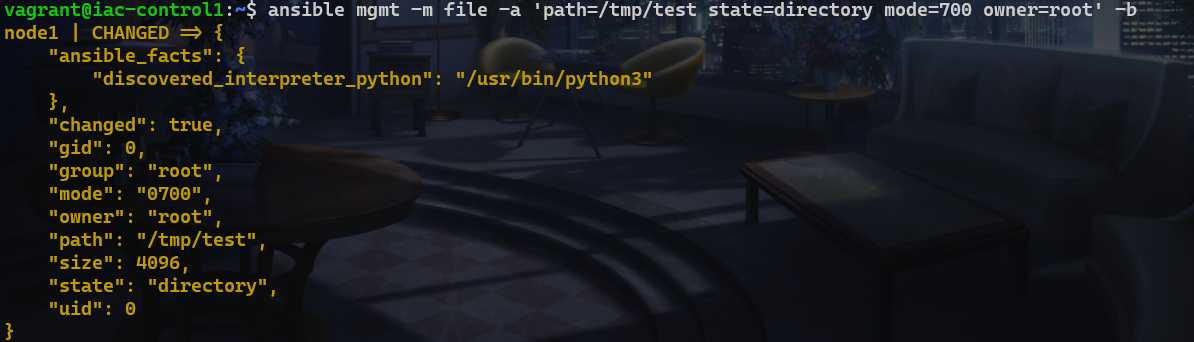 vagrant@iac-control1:~$ ansible mgmt -m file -a 'path=/tmp/test state=directory mode=700 owner=root' -b
node1 | CHANGED => {
    "ansible_facts": {
        "discovered_interpreter_python": "/usr/bin/python3"
    },
    "changed": true,
    "gid": 0,
    "group": "root",
    "mode": "0700",
    "owner": "root",
    "path": "/tmp/test",
    "size": 4096,
    "state": "directory",
    "uid": 0
}